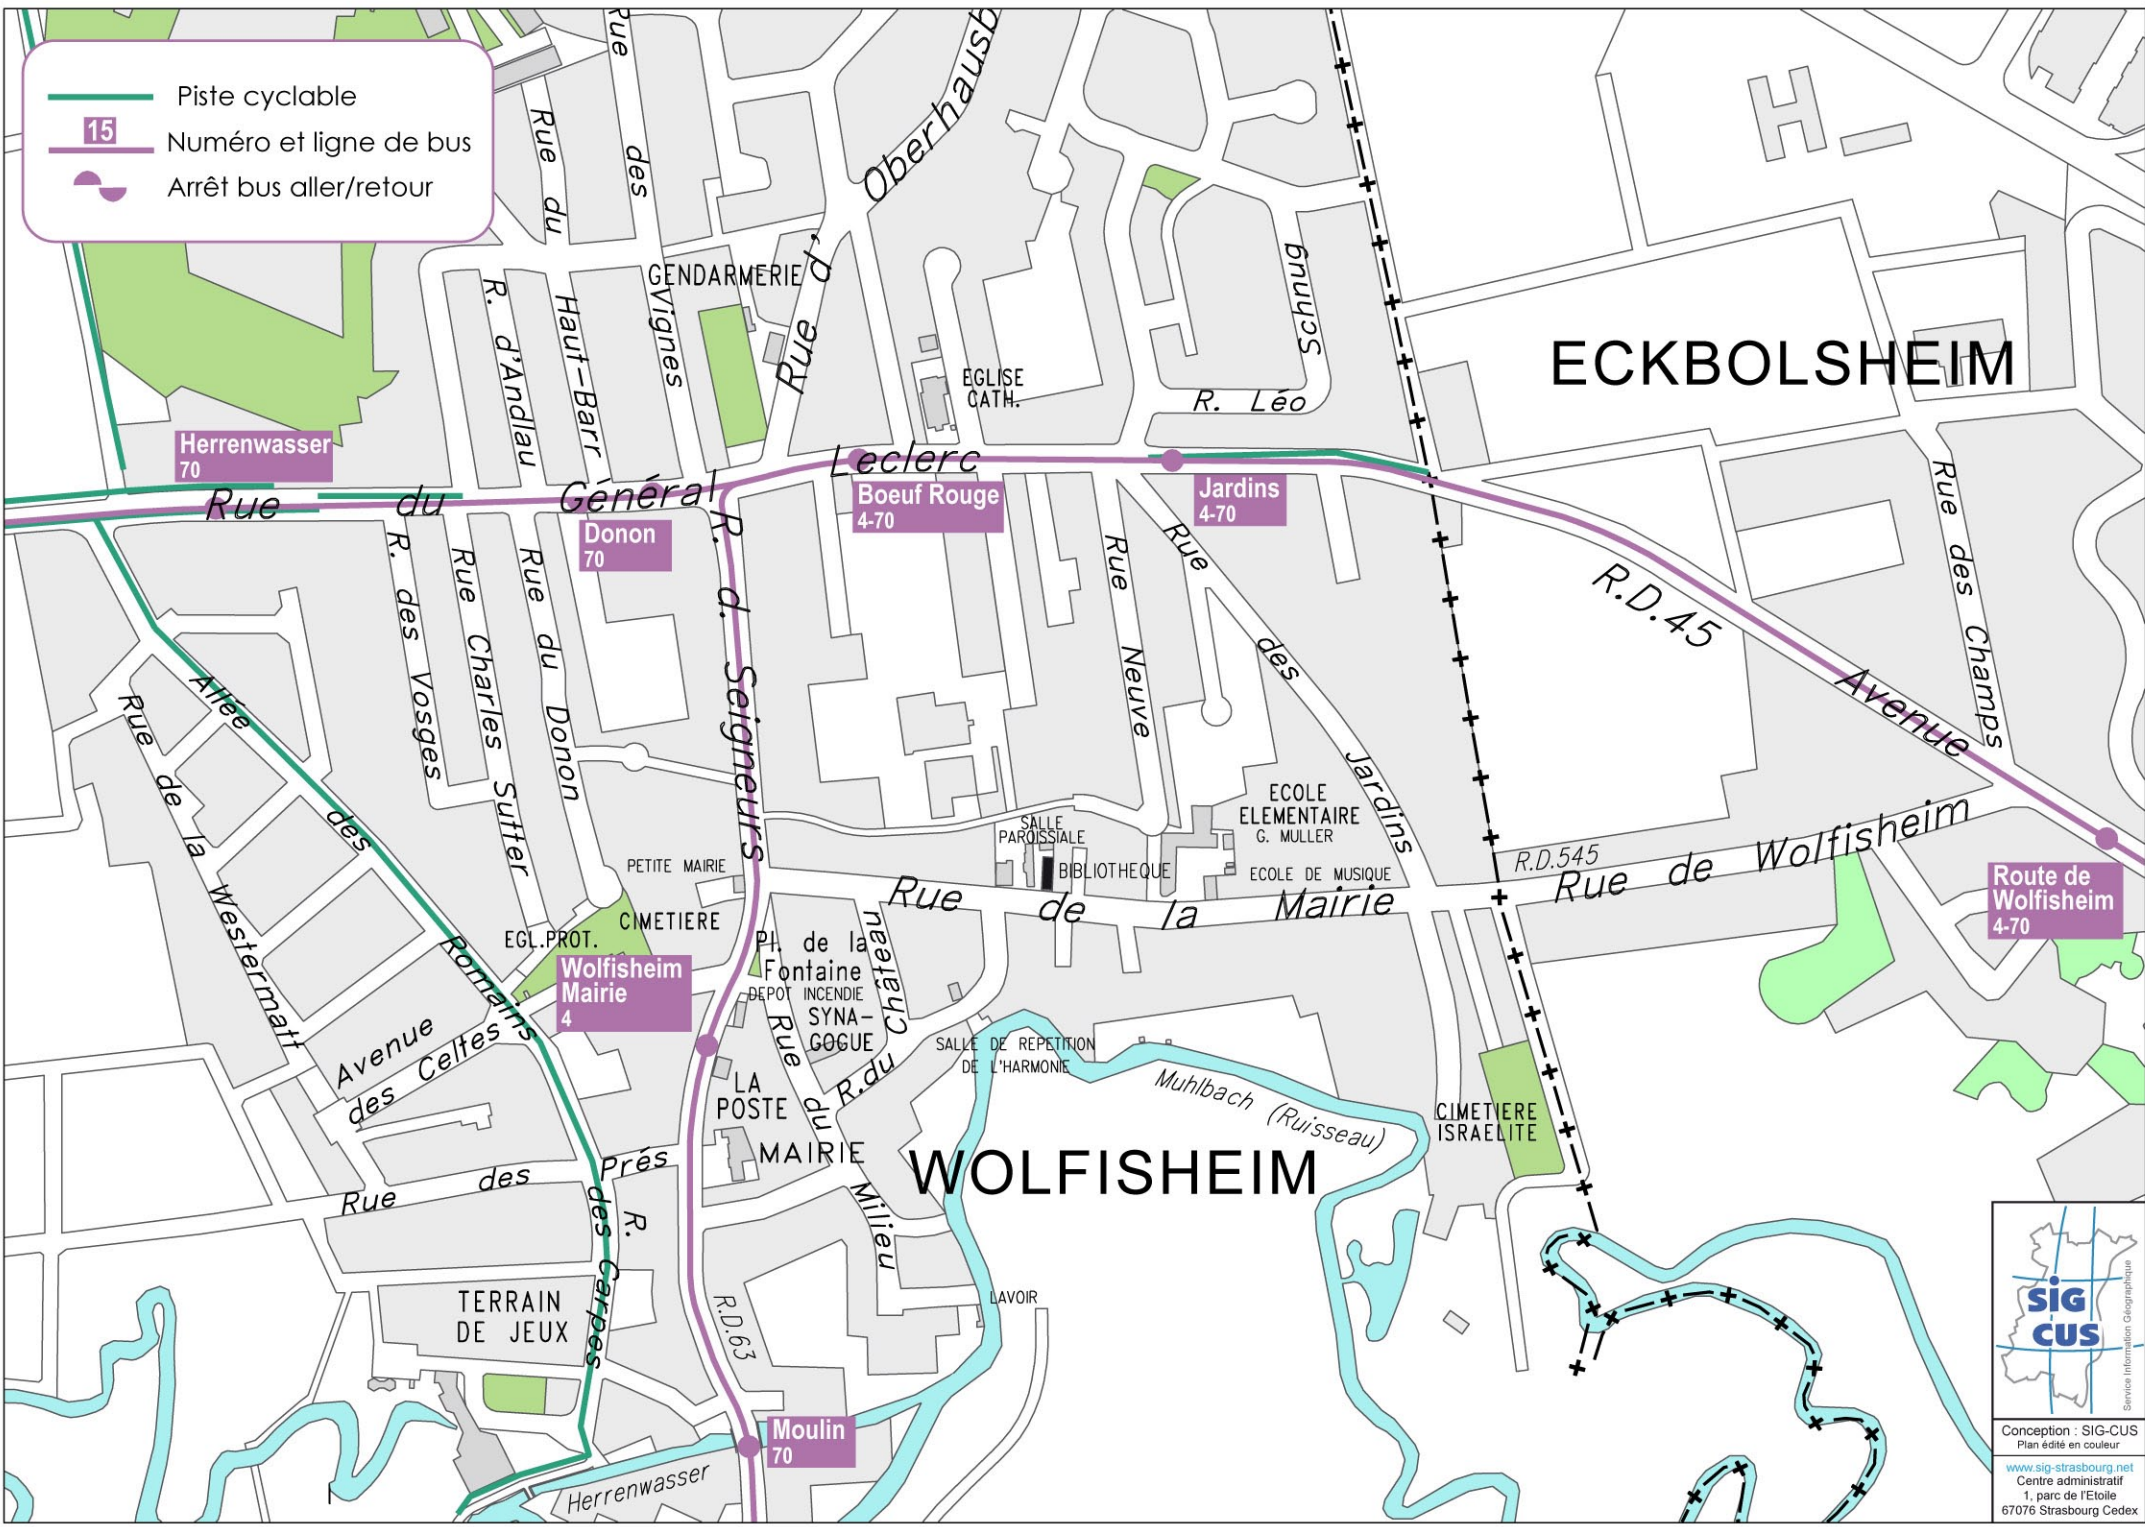 Piste cyclable
15
Numéro et ligne de bus
Arrêt bus aller/retour
Rue des Vignes
Rue du Haut-Barr
R. d'Andlau
GENDARMERIE
Rue d' Oberhausb
EGLISE
CATH.
R. Léo Schnug
ECKBOLSHEIM
Herrenwasser
70
Rue du Général Leclerc
Donon
70
Boeuf Rouge
4-70
Jardins
4-70
R.D.45
Avenue
Rue des Champs
R. des Vosges
Rue Charles Sutter
Rue du Donon
R. d. Seigneurs
Rue Neuve
Rue des Jardins
Allée des Romains
Rue de la Westermatt
ECOLE
ELEMENTAIRE
G. MULLER
SALLE
PAROISSIALE
BIBLIOTHEQUE
ECOLE DE MUSIQUE
PETITE MAIRIE
CIMETIERE
EGL.PROT.
Rue de la Mairie
R.D.545
Rue de Wolfisheim
Route de
Wolfisheim
4-70
Wolfisheim
Mairie
4
Pl. de la
Fontaine
DEPOT INCENDIE
SYNA-
GOGUE
R.du Château
Rue du Milieu
SALLE DE REPETITION
DE L'HARMONIE
Muhlbach (Ruisseau)
CIMETIERE
ISRAELITE
Avenue
des Celtes
LA
POSTE
MAIRIE
WOLFISHEIM
Rue des Prés
R. des Carpes
TERRAIN
DE JEUX
R.D.63
LAVOIR
Moulin
70
Herrenwasser
SIG
CUS
Service Information Géographique
Conception : SIG-CUS
Plan édité en couleur
www.sig-strasbourg.net
Centre administratif
1, parc de l'Etoile
67076 Strasbourg Cedex